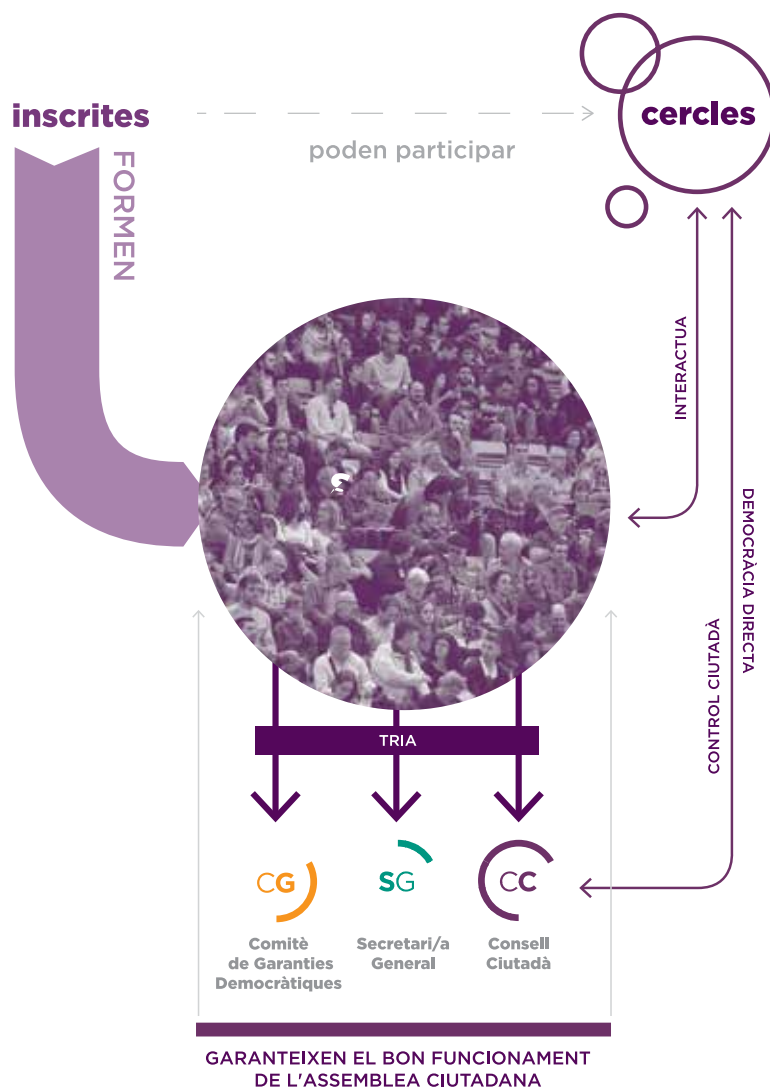 inscrites
cercles
poden participar
FORMEN
INTERACTUA
DEMOCRÀCIA DIRECTA
CONTROL CIUTADÀ
TRIA
CG
SG
CC
Comitè
de Garanties
Democràtiques
Secretari/a
General
Consell
Ciutadà
GARANTEIXEN EL BON FUNCIONAMENT
DE L'ASSEMBLEA CIUTADANA